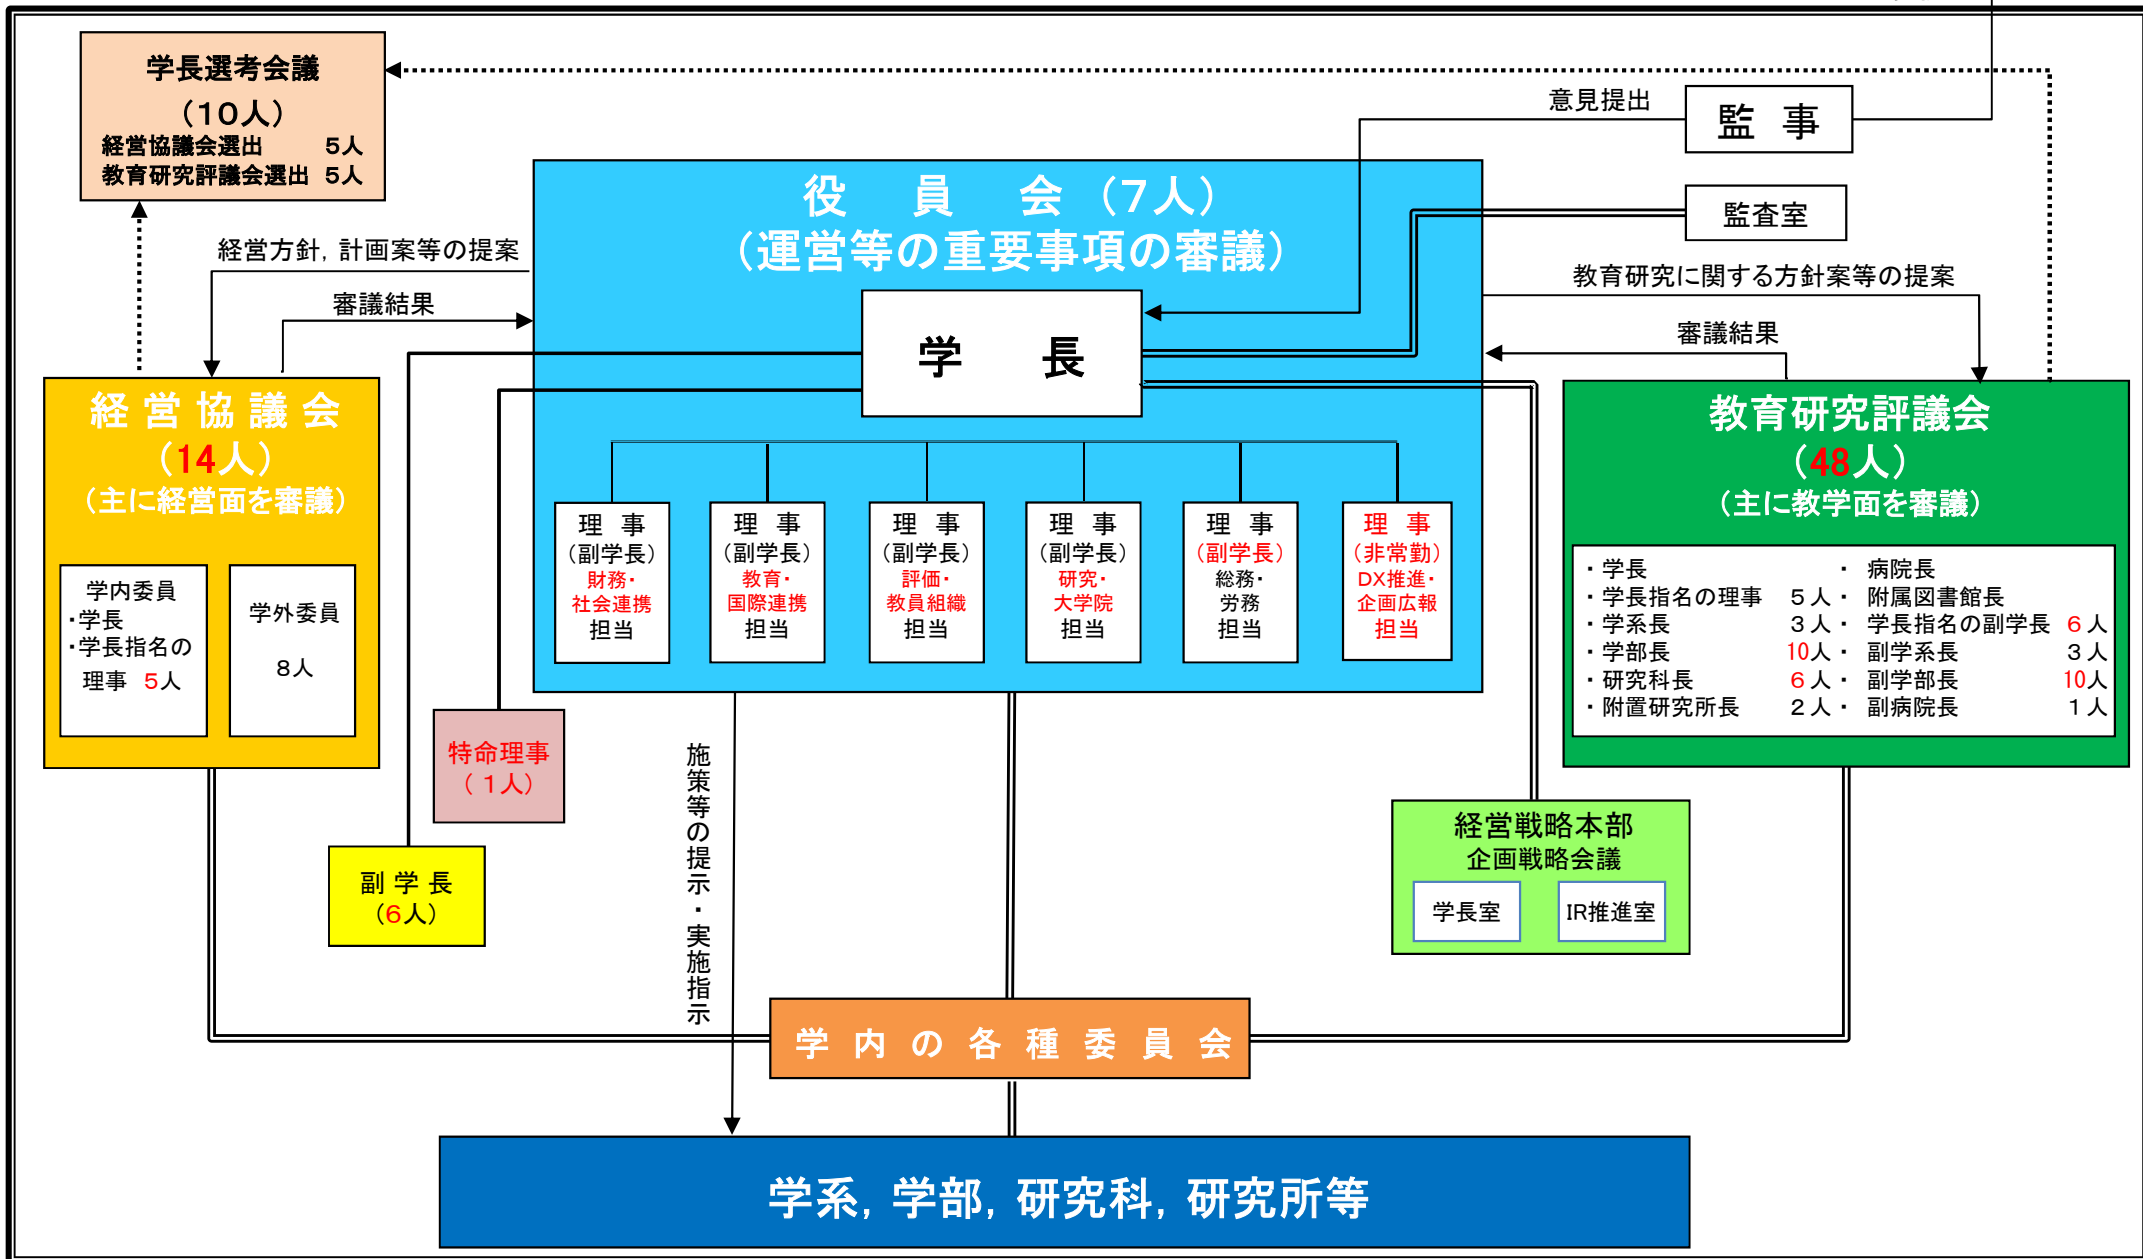 学長選考会議
（10人）
経営協議会選出 5人
教育研究評議会選出 5人
意見提出
監 事
監査室
役 員 会 （7人）
（運営等の重要事項の審議）
経営方針，計画案等の提案
審議結果
教育研究に関する方針案等の提案
審議結果
学 長
経 営 協 議 会
（14人）
（主に経営面を審議）
学内委員
・学長
・学長指名の
理事 5人
学外委員
8人
理 事
（副学長）
財務・
社会連携
担当
理 事
（副学長）
教育・
国際連携
担当
理 事
（副学長）
評価・
教員組織
担当
理 事
（副学長）
研究・
大学院
担当
理 事
（副学長）
総務・
労務
担当
理 事
（非常勤）
DX推進・
企画広報
担当
教育研究評議会
（48人）
（主に教学面を審議）
・学長 ・ 病院長
・学長指名の理事 5人・ 附属図書館長
・学系長 3人・ 学長指名の副学長 6人
・学部長 10人・ 副学系長 3人
・研究科長 6人・ 副学部長 10人
・附置研究所長 2人・ 副病院長 1人
特命理事
（ 1人）
副 学 長
（6人）
施策等の提示・実施指示
経営戦略本部
企画戦略会議
学長室
IR推進室
学 内 の 各 種 委 員 会
学系，学部，研究科，研究所等